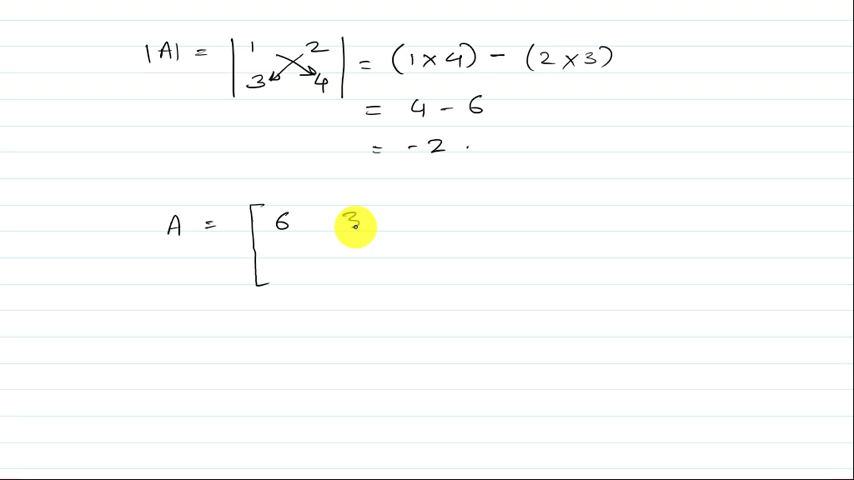 |A| = | 1 2 | = (1 × 4) - (2 × 3)
| 3 4 |
= 4 - 6
= -2 .
A = [ 6 3